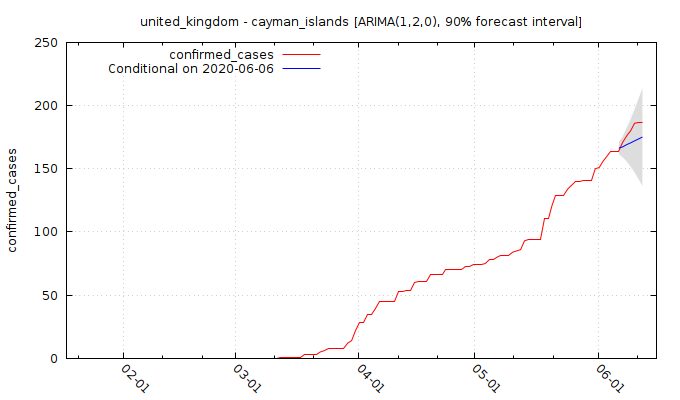 united_kingdom - cayman_islands [ARIMA(1,2,0), 90% forecast interval]
confirmed_cases
Conditional on 2020-06-06
confirmed_cases
250
200
150
100
50
0
02-01
03-01
04-01
05-01
06-01